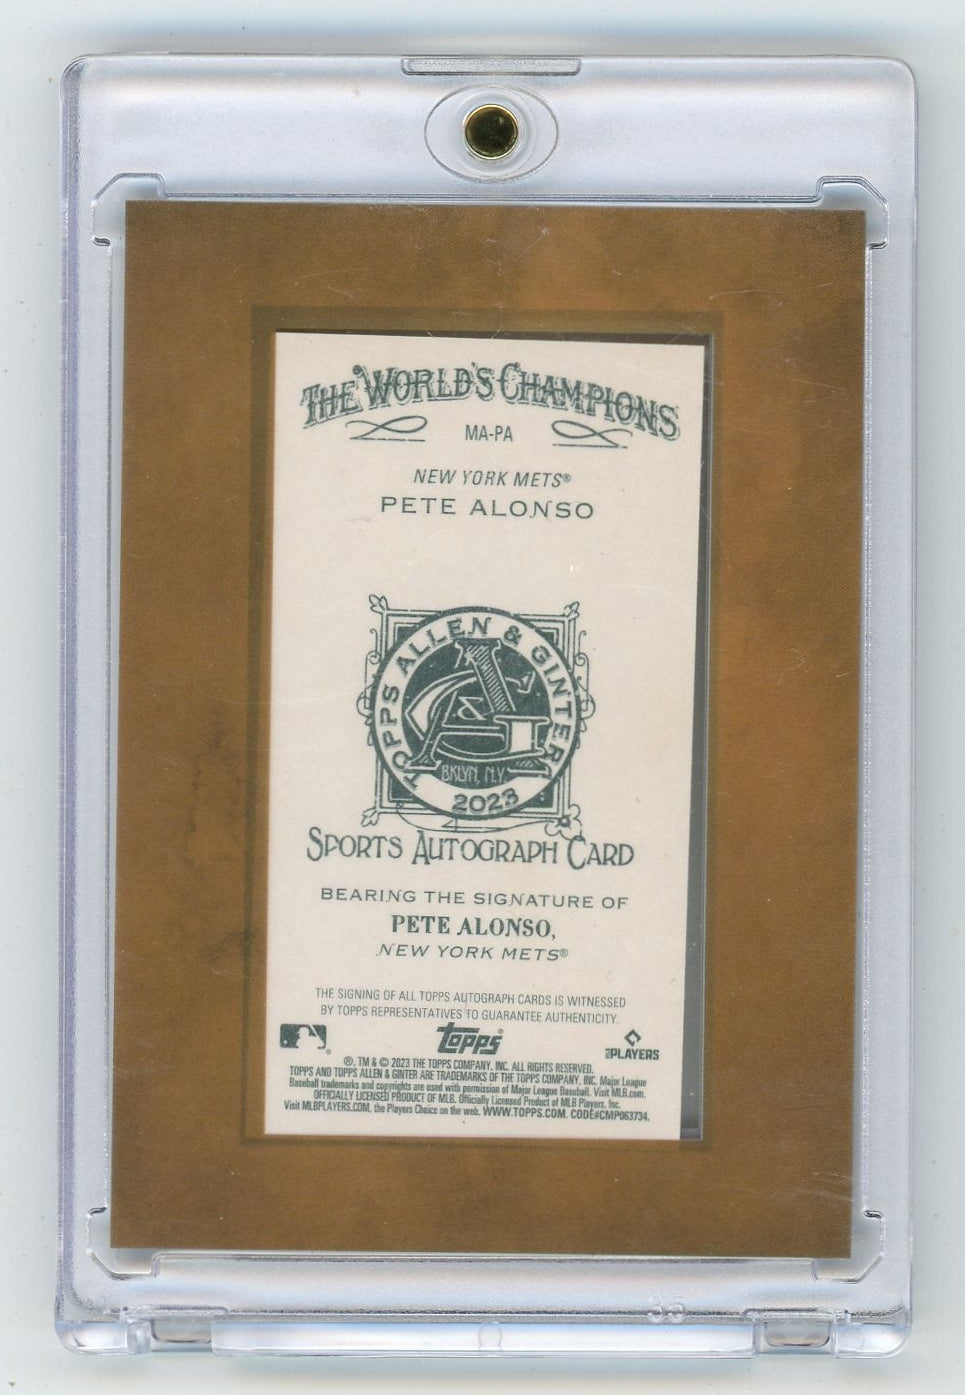 THE WORLD'S CHAMPIONS
MA-PA
NEW YORK METS®
PETE ALONSO
TOPPS ALLEN & GINTER
A&G
BKLYN, N.Y.
2023
SPORTS AUTOGRAPH CARD
BEARING THE SIGNATURE OF
PETE ALONSO,
NEW YORK METS®
THE SIGNING OF ALL TOPPS AUTOGRAPH CARDS IS WITNESSED
BY TOPPS REPRESENTATIVES TO GUARANTEE AUTHENTICITY.
topps®
MLB PLAYERS
®, TM & © 2023 THE TOPPS COMPANY, INC. ALL RIGHTS RESERVED.
TOPPS AND TOPPS ALLEN & GINTER ARE TRADEMARKS OF THE TOPPS COMPANY, INC. Major League
Baseball trademarks and copyrights are used with permission of Major League Baseball. Visit MLB.com.
OFFICIALLY LICENSED PRODUCT OF MLB. Officially Licensed Product of MLB Players, Inc.
Visit MLBPLAYERS.COM, the Players Choice on the web. WWW.TOPPS.COM. CODE#CMP063734.
35